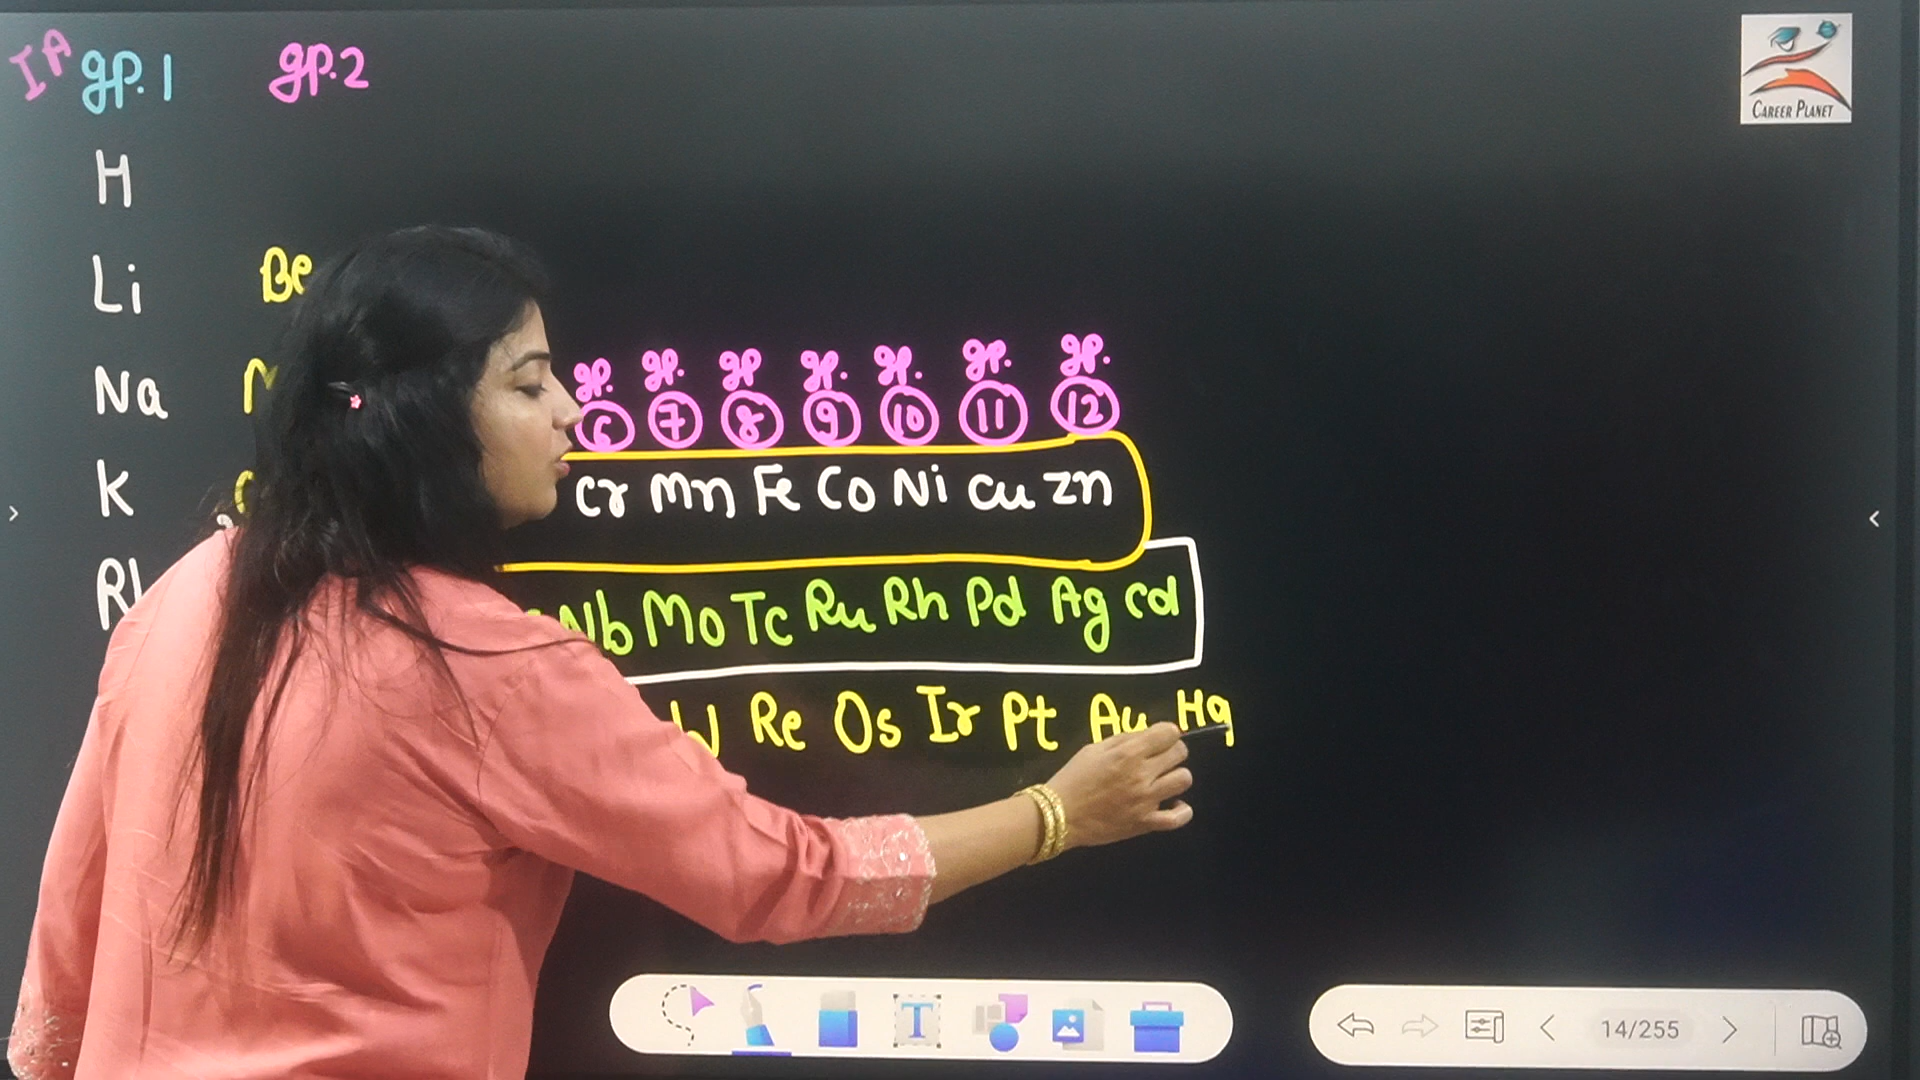 IA gp.1 gp.2
CAREER PLANET
H
Li Be
gp. gp. gp gp. gp. gp. gp.
6 7 8 9 10 11 12
Na
K Cr Mn Fe Co Ni Cu Zn
Nb Mo Tc Ru Rh Pd Ag Cd
Re Os Ir Pt Au Hg
14/255